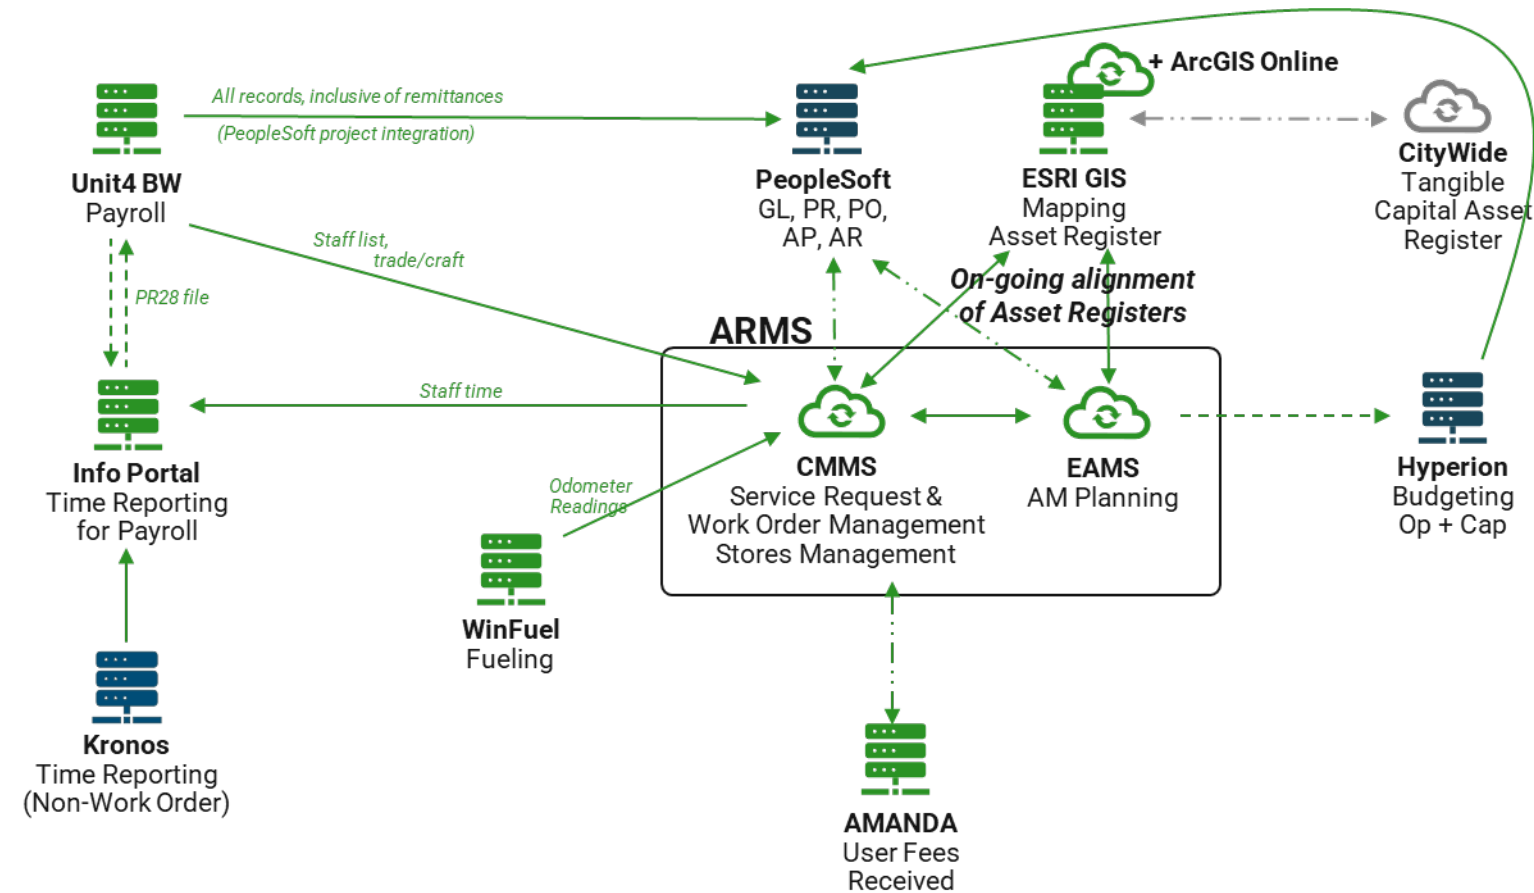 + ArcGIS Online
All records, inclusive of remittances
(PeopleSoft project integration)
Unit4 BW
Payroll
PeopleSoft
GL, PR, PO,
AP, AR
ESRI GIS
Mapping
Asset Register
CityWide
Tangible
Capital Asset
Register
Staff list,
trade/craft
PR28 file
On-going alignment
of Asset Registers
ARMS
Staff time
Info Portal
Time Reporting
for Payroll
Odometer
Readings
CMMS
Service Request &
Work Order Management
Stores Management
EAMS
AM Planning
Hyperion
Budgeting
Op + Cap
WinFuel
Fueling
Kronos
Time Reporting
(Non-Work Order)
AMANDA
User Fees
Received